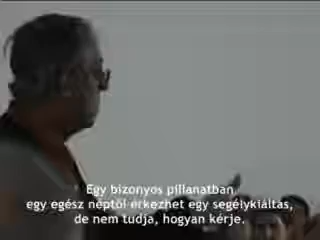 Egy bizonyos pillanatban
egy egész néptől érkezhet egy segélykiáltás,
de nem tudja, hogyan kérje.